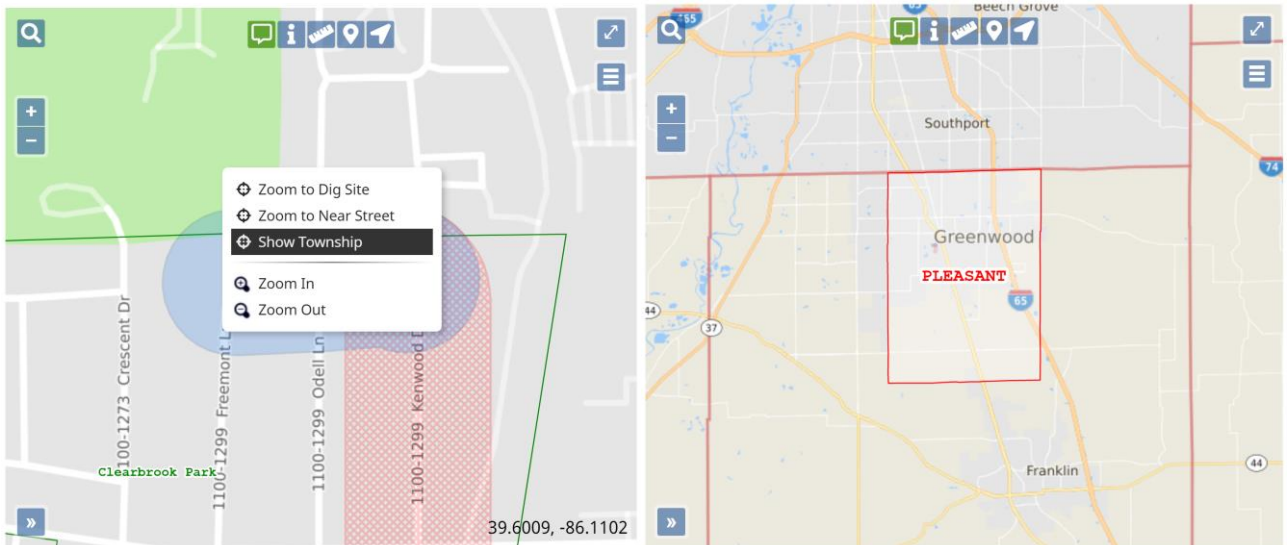 Zoom to Dig Site
Zoom to Near Street
Show Township
Zoom In
Zoom Out
1100-1273 Crescent Dr
1100-1299 Freemont L
1100-1299 Odell Ln
1100-1299 Kenwood D
Clearbrook Park
39.6009, -86.1102
+
−
»
i
465
Beech Grove
65
i
+
−
Southport
74
Greenwood
PLEASANT
65
44
37
Franklin
44
»